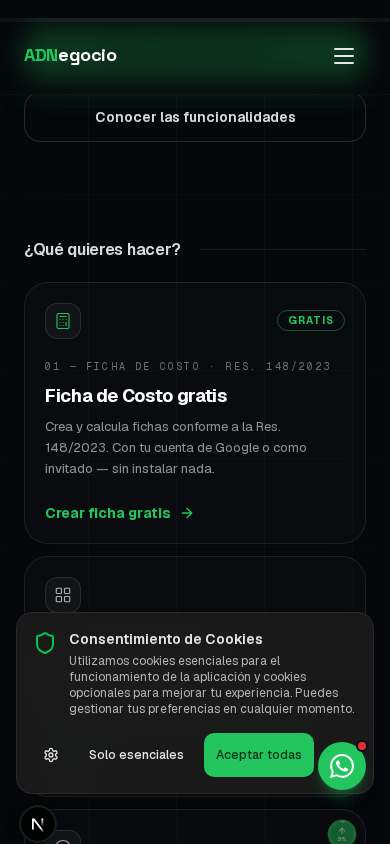 ADNegocio
Conocer las funcionalidades
¿Qué quieres hacer?
GRATIS
01 — FICHA DE COSTO · RES. 148/2023
Ficha de Costo gratis
Crea y calcula fichas conforme a la Res.
148/2023. Con tu cuenta de Google o como
invitado — sin instalar nada.
Crear ficha gratis →
Consentimiento de Cookies
Utilizamos cookies esenciales para el
funcionamiento de la aplicación y cookies
opcionales para mejorar tu experiencia. Puedes
gestionar tus preferencias en cualquier momento.
Solo esenciales
Aceptar todas
N